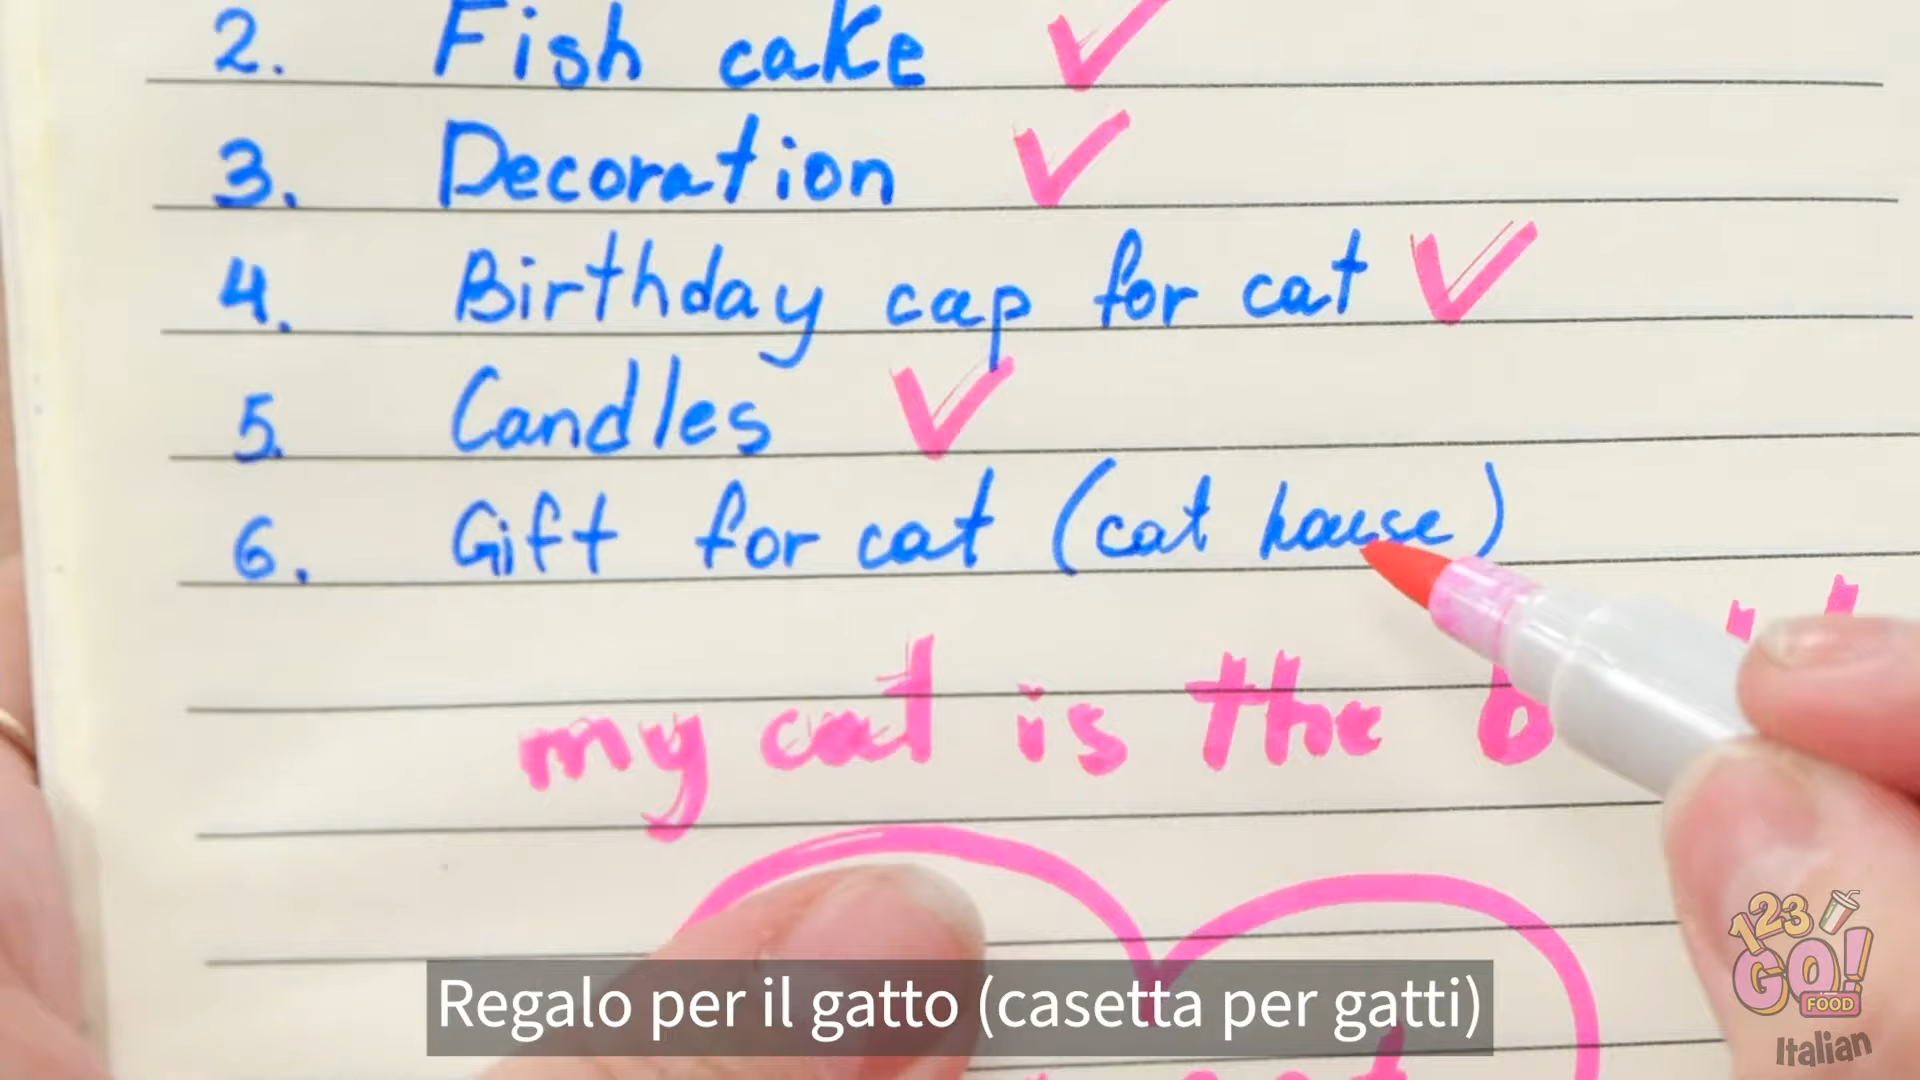 2. Fish cake
3. Decoration
4. Birthday cap for cat
5. Candles
6. Gift for cat (cat house)
my cat is the
Regalo per il gatto (casetta per gatti)
123
GO!
FOOD
Italian